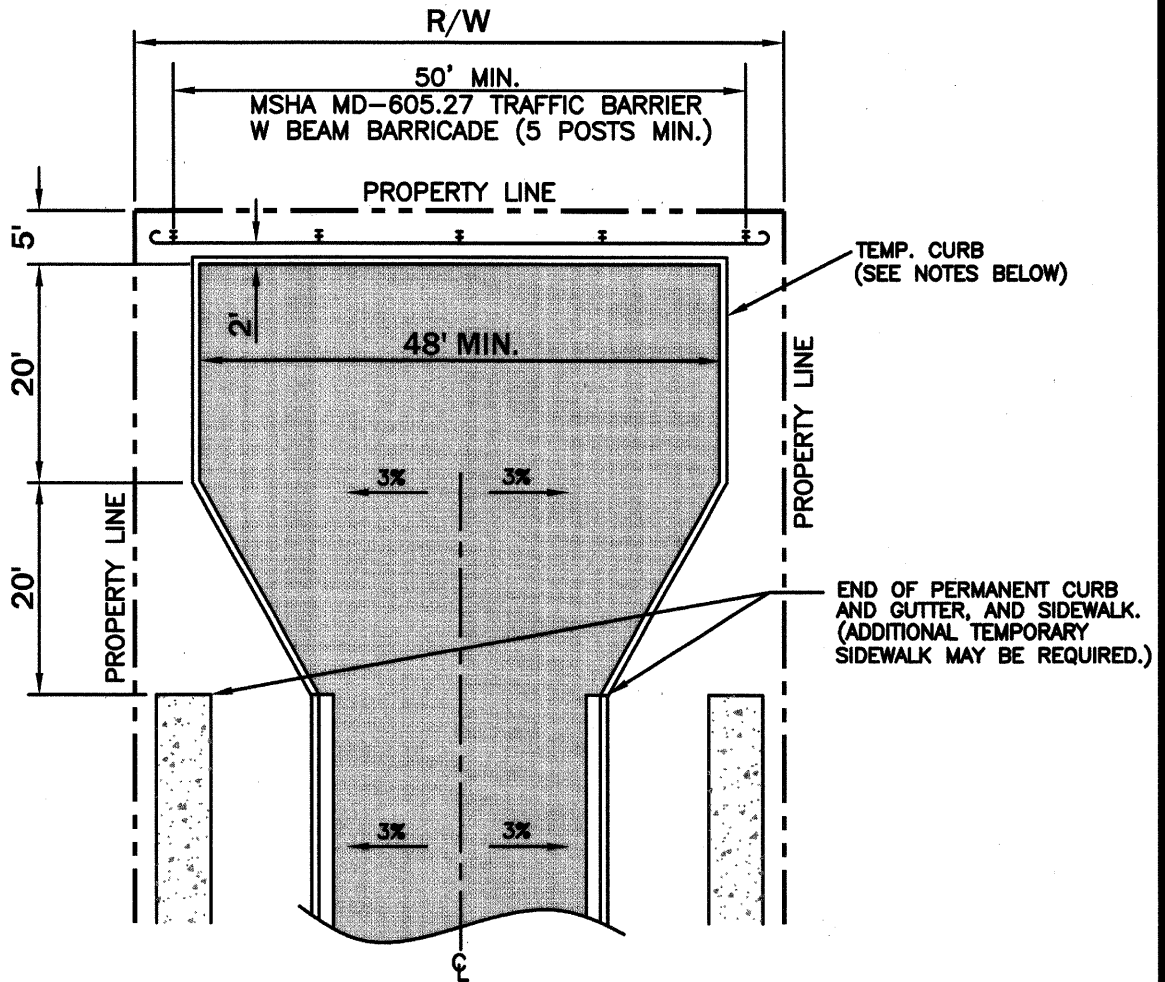 R/W
50' MIN.
MSHA MD-605.27 TRAFFIC BARRIER
W BEAM BARRICADE (5 POSTS MIN.)
PROPERTY LINE
5'
TEMP. CURB
(SEE NOTES BELOW)
2'
48' MIN.
20'
PROPERTY LINE
3% 3%
20'
PROPERTY LINE
END OF PERMANENT CURB
AND GUTTER, AND SIDEWALK.
(ADDITIONAL TEMPORARY
SIDEWALK MAY BE REQUIRED.)
3% 3%
℄